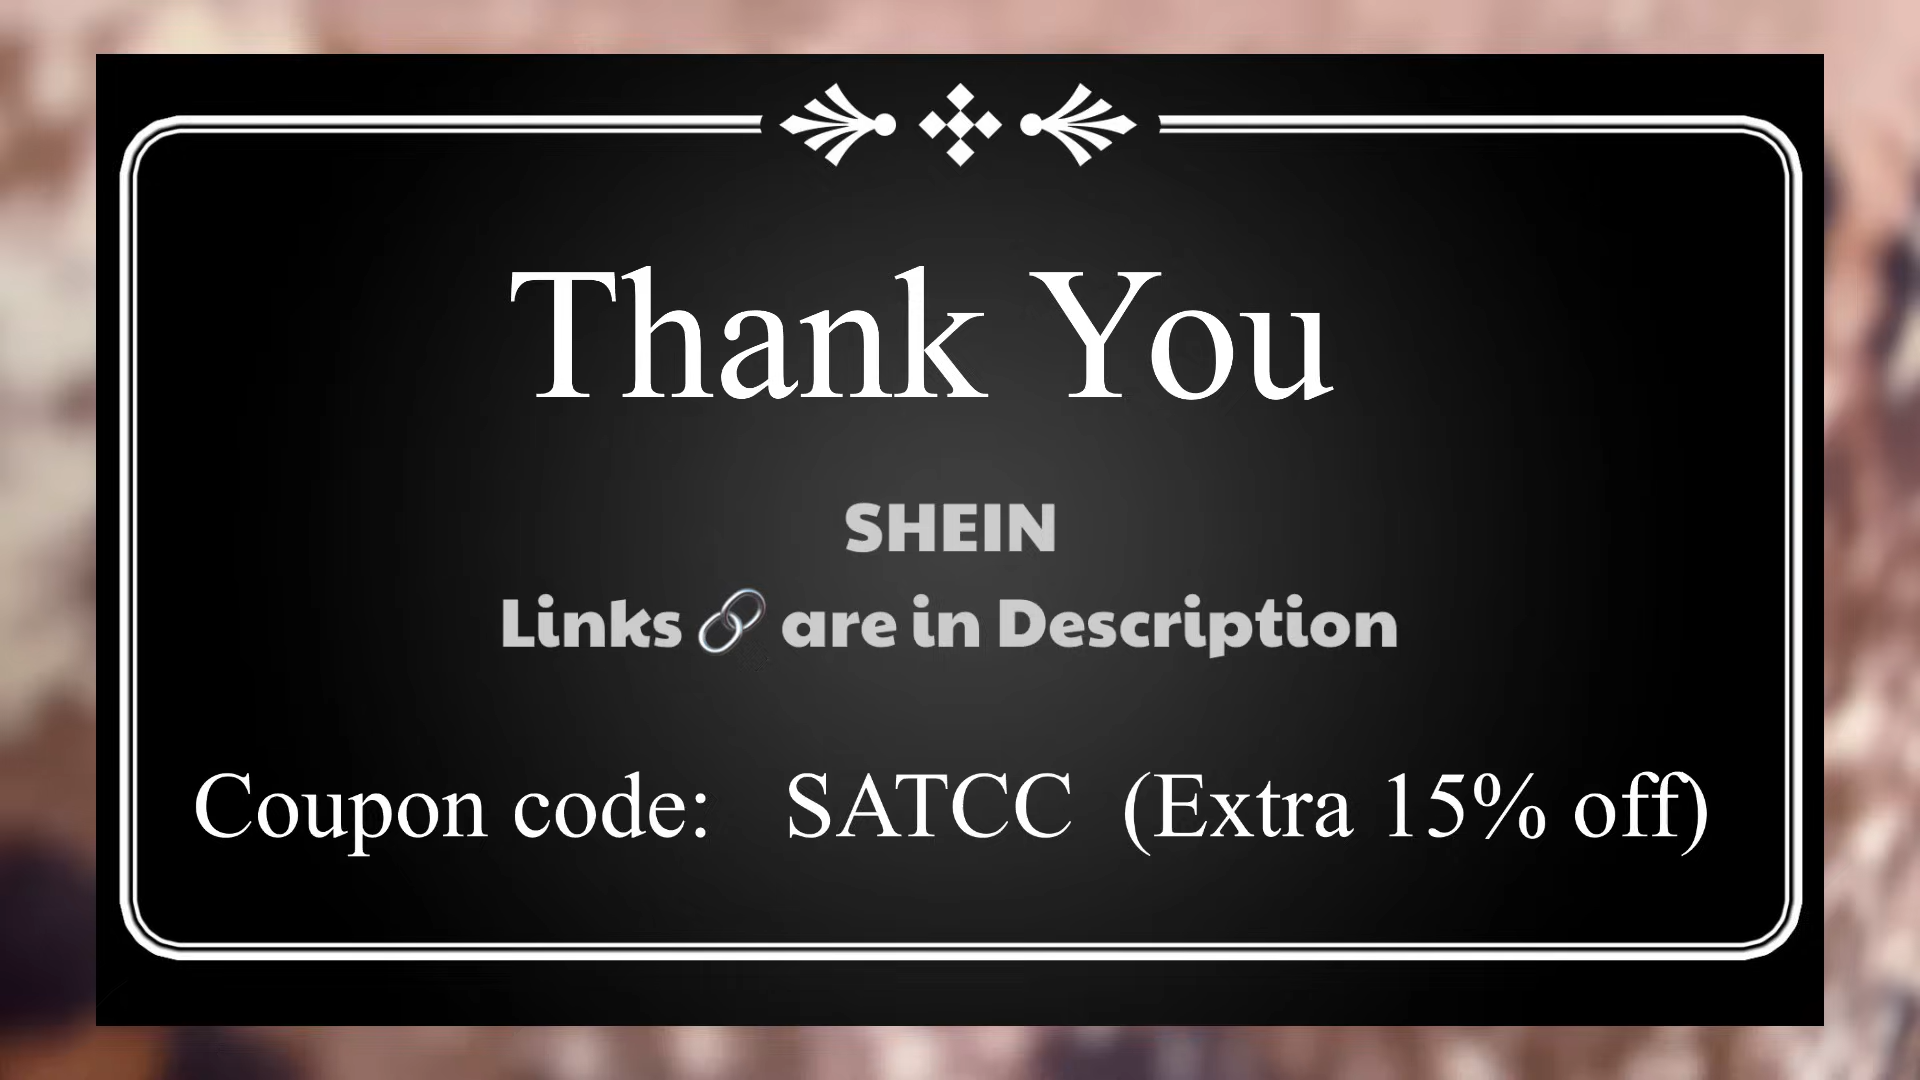 Thank You
SHEIN
Links 🔗 are in Description
Coupon code: SATCC (Extra 15% off)